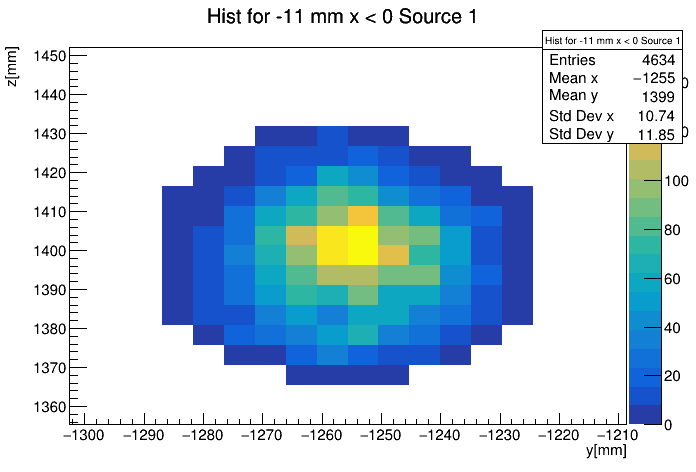 Hist for -11 mm x < 0 Source 1
Hist for -11 mm x < 0 Source 1
Entries 4634
Mean x −1255
Mean y 1399
Std Dev x 10.74
Std Dev y 11.85
z[mm]
1450
1440
1430
1420
1410
1400
1390
1380
1370
1360
100
80
60
40
20
0
−1300 −1290 −1280 −1270 −1260 −1250 −1240 −1230 −1220 −1210
y[mm]